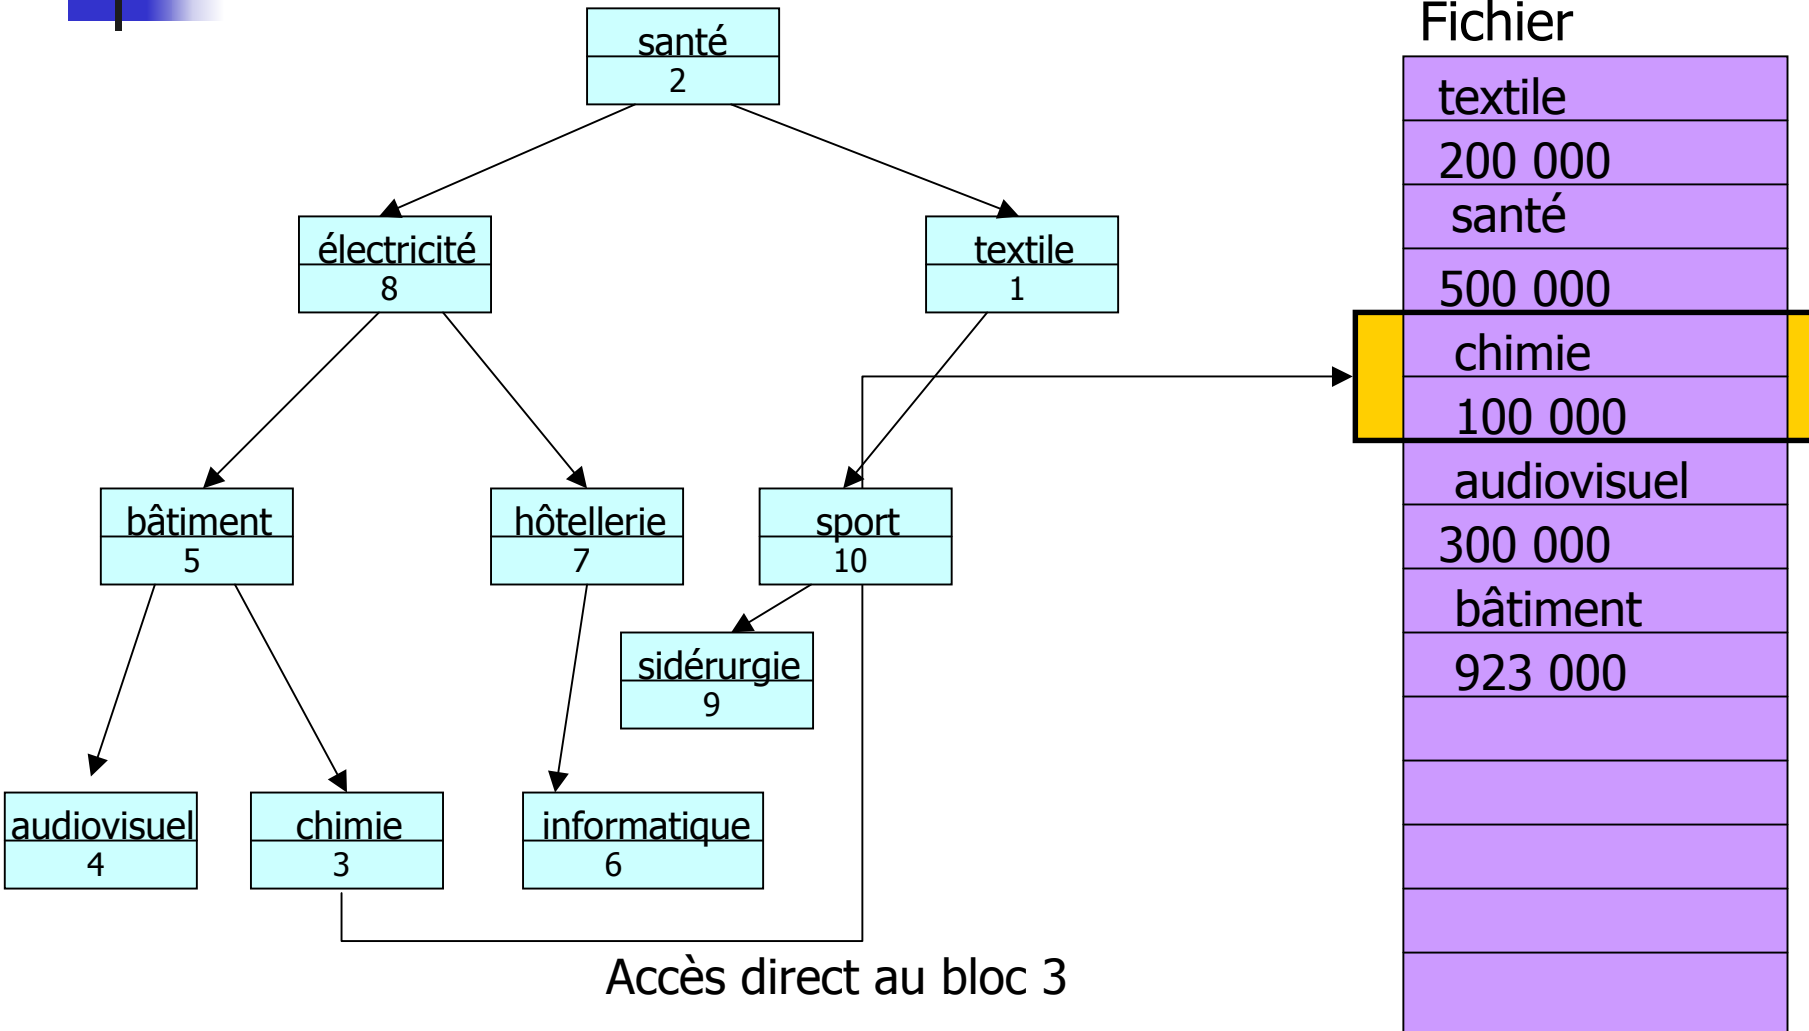 santé
2
électricité
8
textile
1
bâtiment
5
hôtellerie
7
sport
10
sidérurgie
9
audiovisuel
4
chimie
3
informatique
6
Accès direct au bloc 3
Fichier
textile
200 000
santé
500 000
chimie
100 000
audiovisuel
300 000
bâtiment
923 000